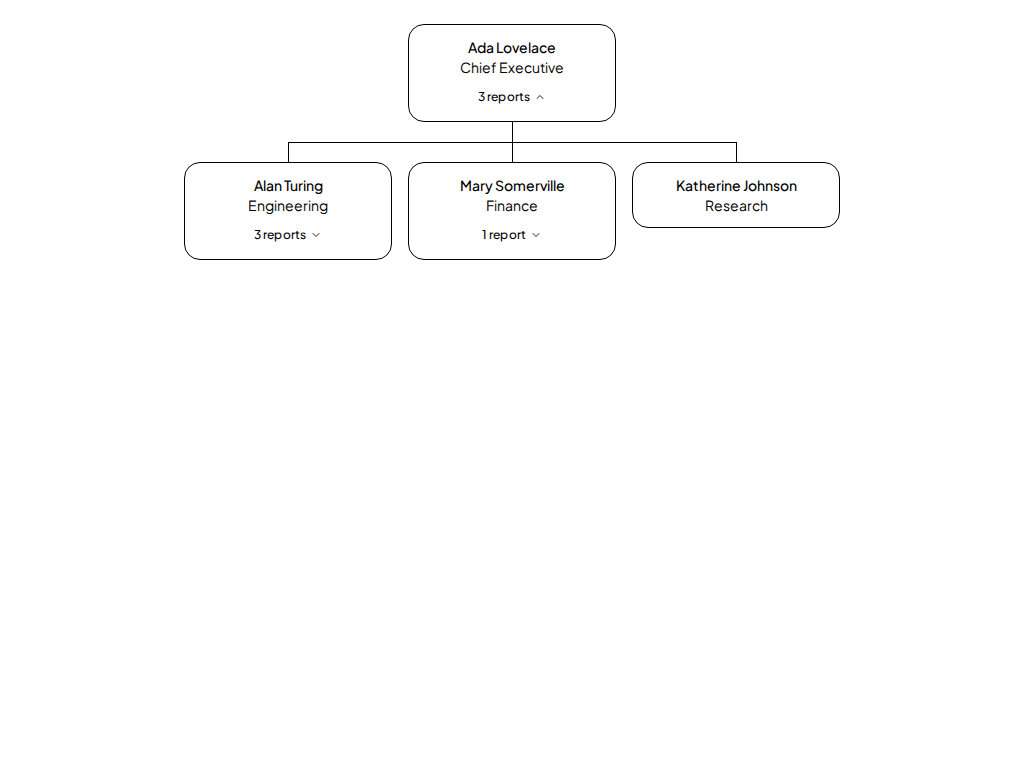 Ada Lovelace
Chief Executive
3 reports
Alan Turing
Engineering
3 reports
Mary Somerville
Finance
1 report
Katherine Johnson
Research